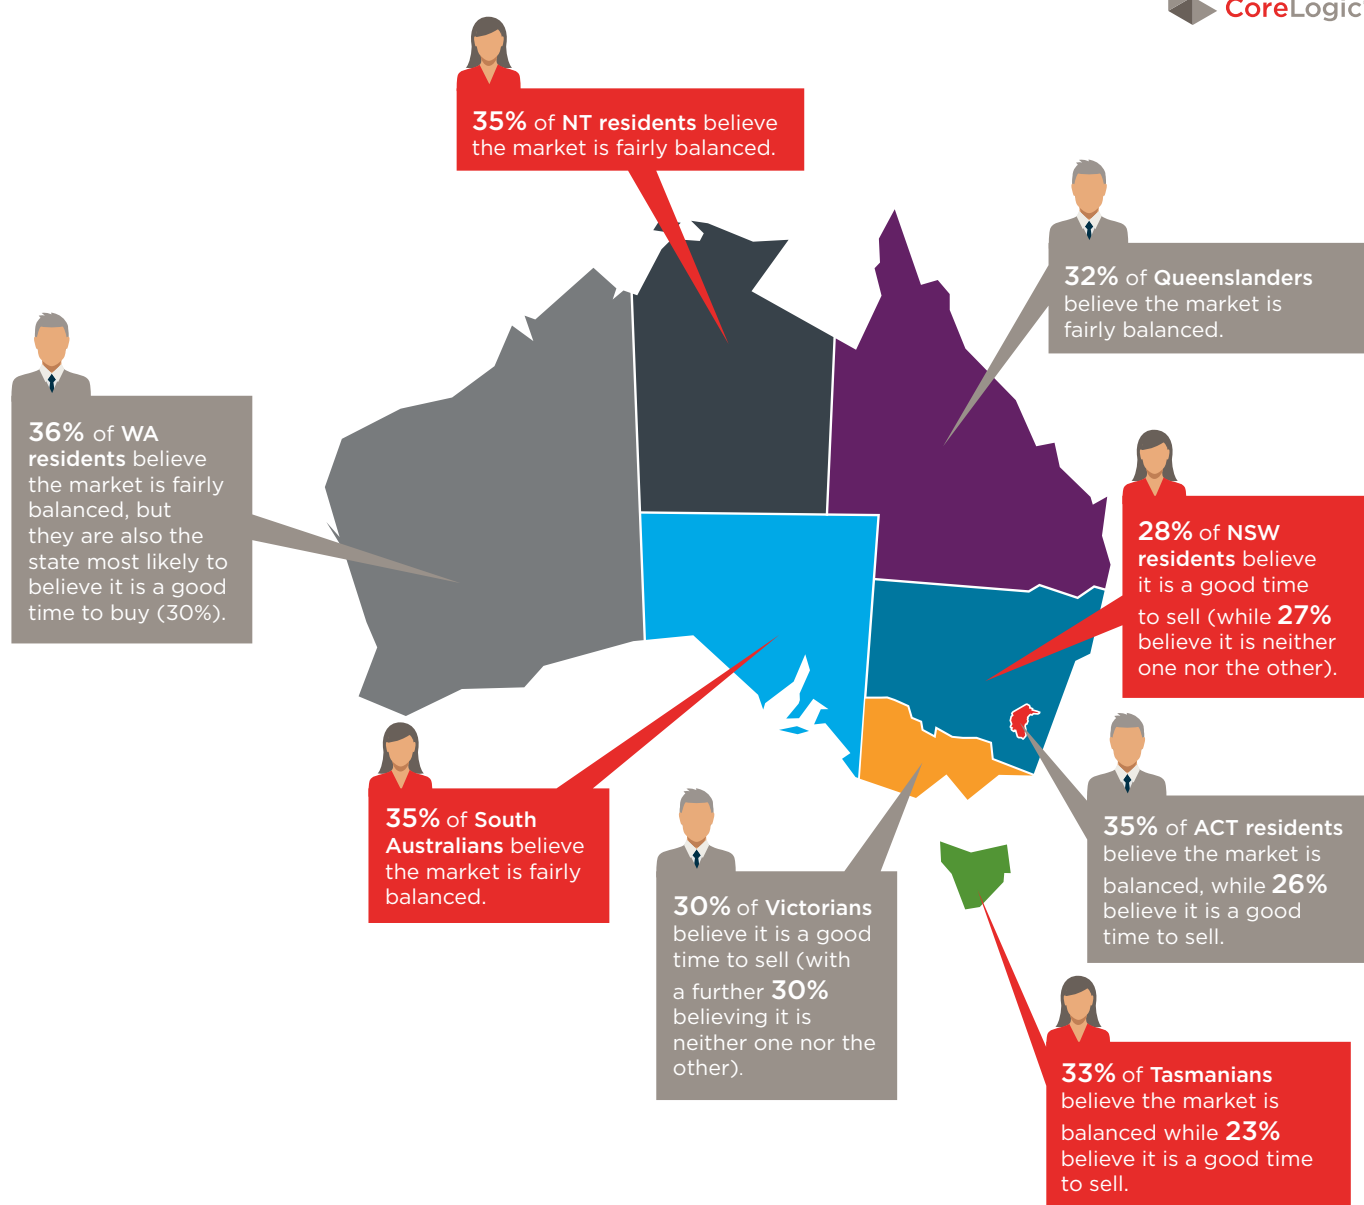 CoreLogic
35% of NT residents believe
the market is fairly balanced.
32% of Queenslanders
believe the market is
fairly balanced.
36% of WA
residents believe
the market is fairly
balanced, but
they are also the
state most likely to
believe it is a good
time to buy (30%).
28% of NSW
residents believe
it is a good time
to sell (while 27%
believe it is neither
one nor the other).
35% of South
Australians believe
the market is fairly
balanced.
30% of Victorians
believe it is a good
time to sell (with
a further 30%
believing it is
neither one nor the
other).
35% of ACT residents
believe the market is
balanced, while 26%
believe it is a good
time to sell.
33% of Tasmanians
believe the market is
balanced while 23%
believe it is a good time
to sell.